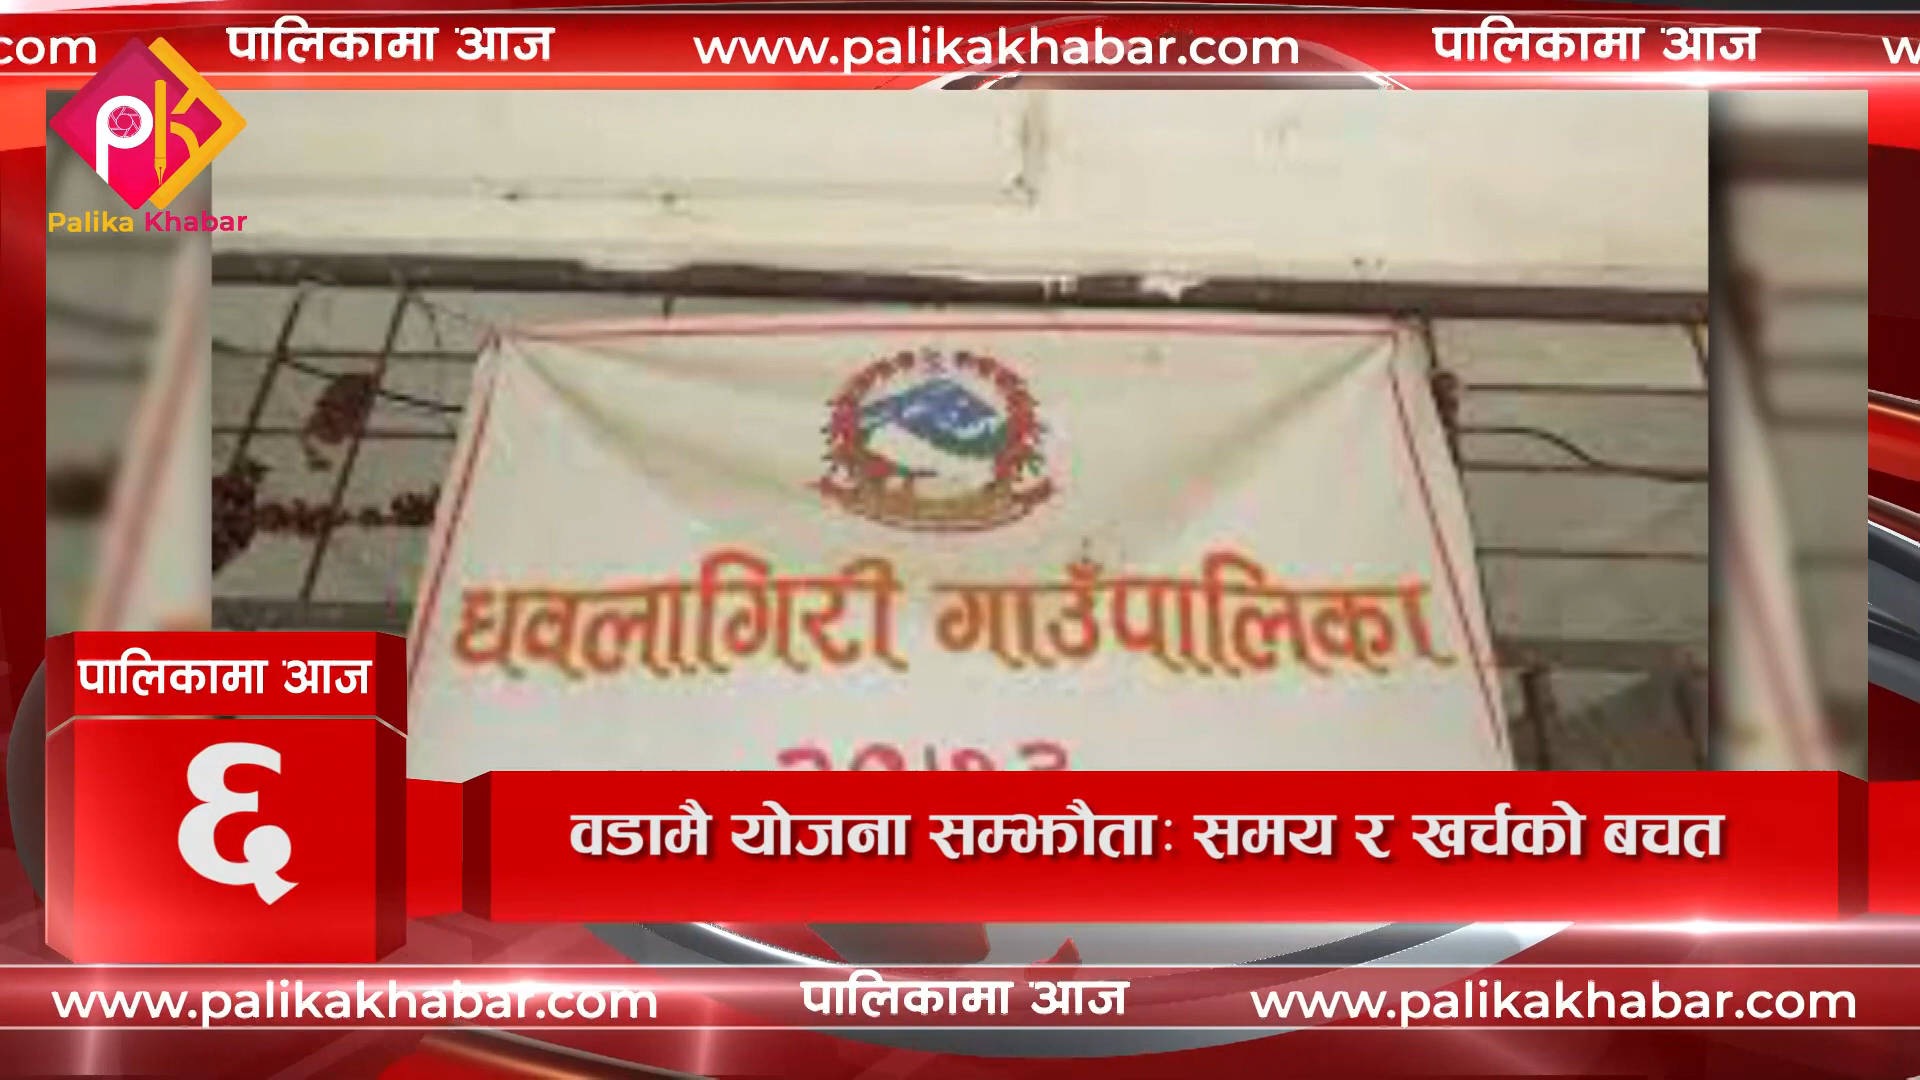 com पालिकामा आज www.palikakhabar.com पालिकामा आज w
PK
Palika Khabar
धवलागिरी गाउँपालिका
पालिकामा आज
६
वडामै योजना सम्झौताः समय र खर्चको बचत
www.palikakhabar.com पालिकामा आज www.palikakhabar.com